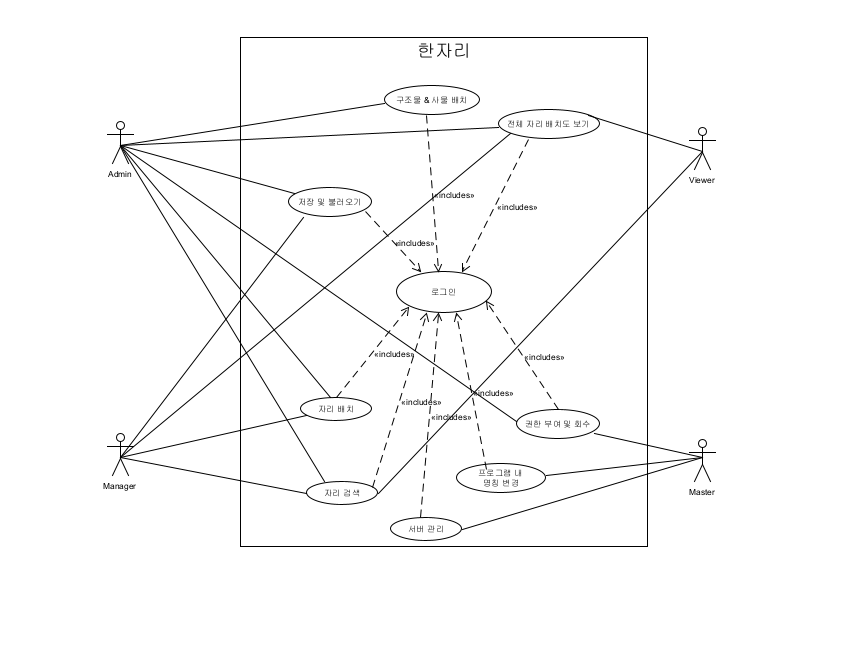 한자리
구조물 & 사물 배치
전체 자리 배치도 보기
Admin
Viewer
저장 및 불러오기
«includes»
«includes»
«includes»
로그인
«includes»
«includes»
«includes»
«includes»
«includes»
자리 배치
권한 부여 및 회수
Manager
Master
프로그램 내
명칭 변경
자리 검색
서버 관리